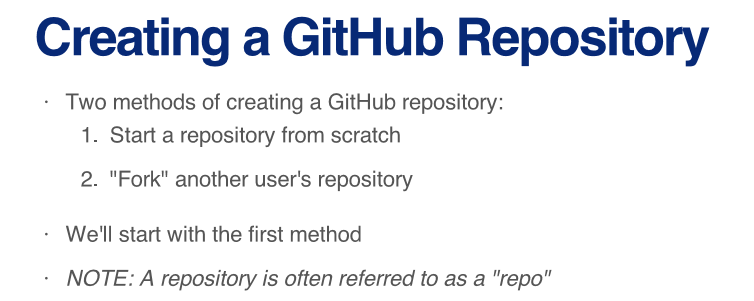 Creating a GitHub Repository
· Two methods of creating a GitHub repository:
1. Start a repository from scratch
2. "Fork" another user's repository
· We'll start with the first method
· NOTE: A repository is often referred to as a "repo"